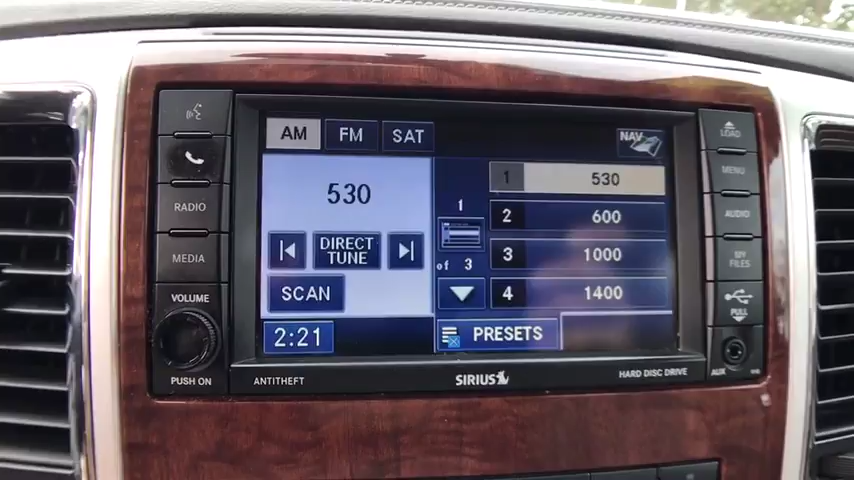 AM FM SAT NAV
LOAD
530
1 530
MENU
RADIO
1
2 600
AUDIO
DIRECT
TUNE
3 1000
MEDIA
of 3
MY
FILES
SCAN
4 1400
VOLUME
PULL
2:21
PRESETS
PUSH ON
ANTITHEFT
SIRIUS
HARD DISC DRIVE
AUX